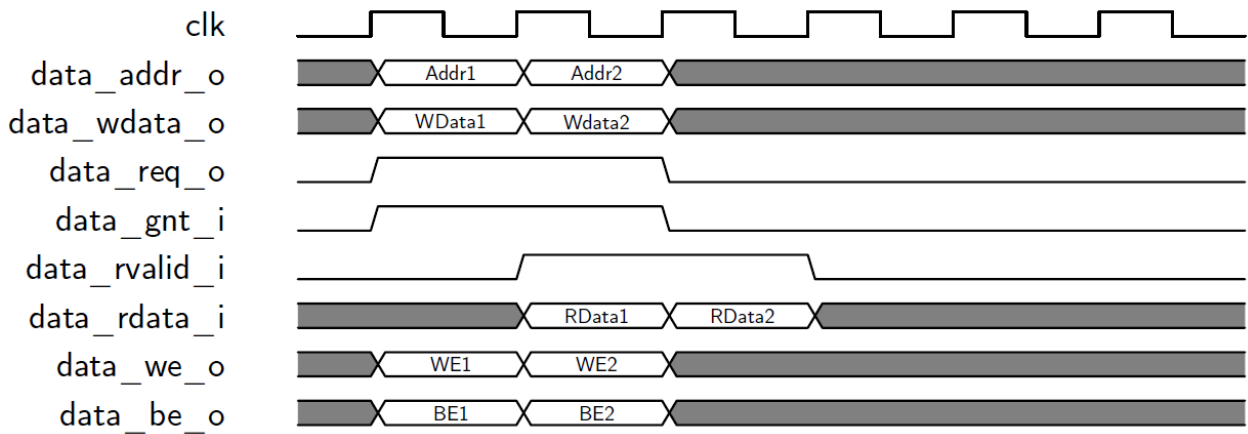 clk
data_addr_o Addr1 Addr2
data_wdata_o WData1 Wdata2
data_req_o
data_gnt_i
data_rvalid_i
data_rdata_i RData1 RData2
data_we_o WE1 WE2
data_be_o BE1 BE2